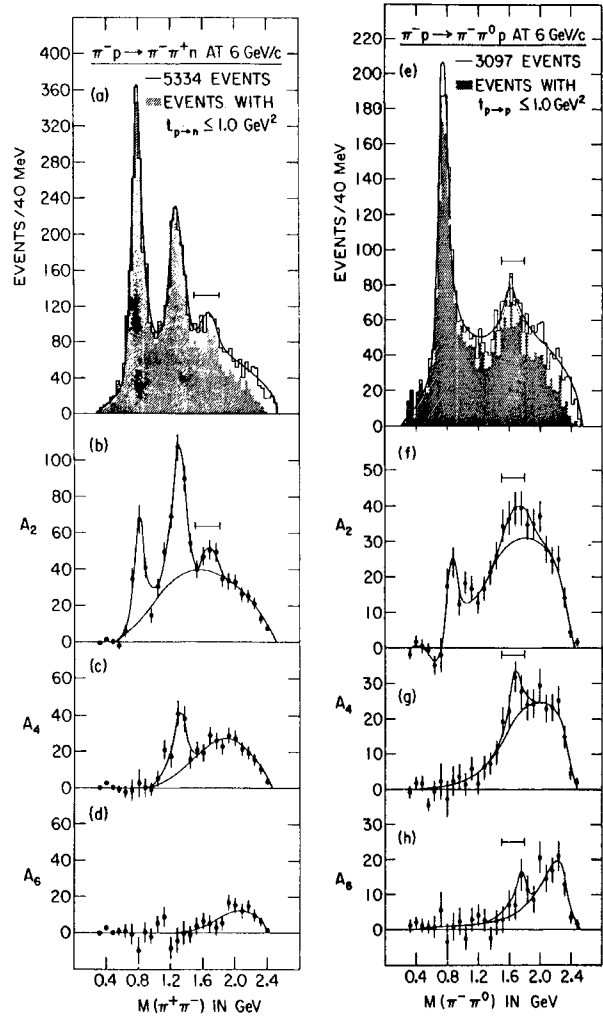 π⁻p → π⁻π⁺n AT 6 GeV/c
(a)
— 5334 EVENTS
EVENTS WITH
t p→n ≤ 1.0 GeV²
EVENTS/40 MeV
400
360
320
280
240
200
160
120
80
40
0
(b)
A₂
100
80
60
40
20
0
(c)
A₄
40
20
0
(d)
A₆
20
10
0
0.4 0.8 1.2 1.6 2.0 2.4
M(π⁺π⁻) IN GeV
π⁻p → π⁻π⁰p AT 6 GeV/c
(e)
— 3097 EVENTS
EVENTS WITH
t p→p ≤ 1.0 GeV²
EVENTS/40 MeV
220
200
180
160
140
120
100
80
60
40
20
0
(f)
A₂
50
40
30
20
10
0
(g)
A₄
30
20
10
0
(h)
A₆
30
20
10
0
0.4 0.8 1.2 1.6 2.0 2.4
M(π⁻π⁰) IN GeV